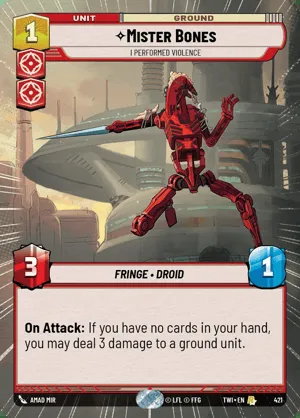 UNIT GROUND
1
✧MISTER BONES
I PERFORMED VIOLENCE
3
1
FRINGE • DROID
On Attack: If you have no cards in your hand,
you may deal 3 damage to a ground unit.
AMAD MIR © LFL © FFG TWI • EN R 421